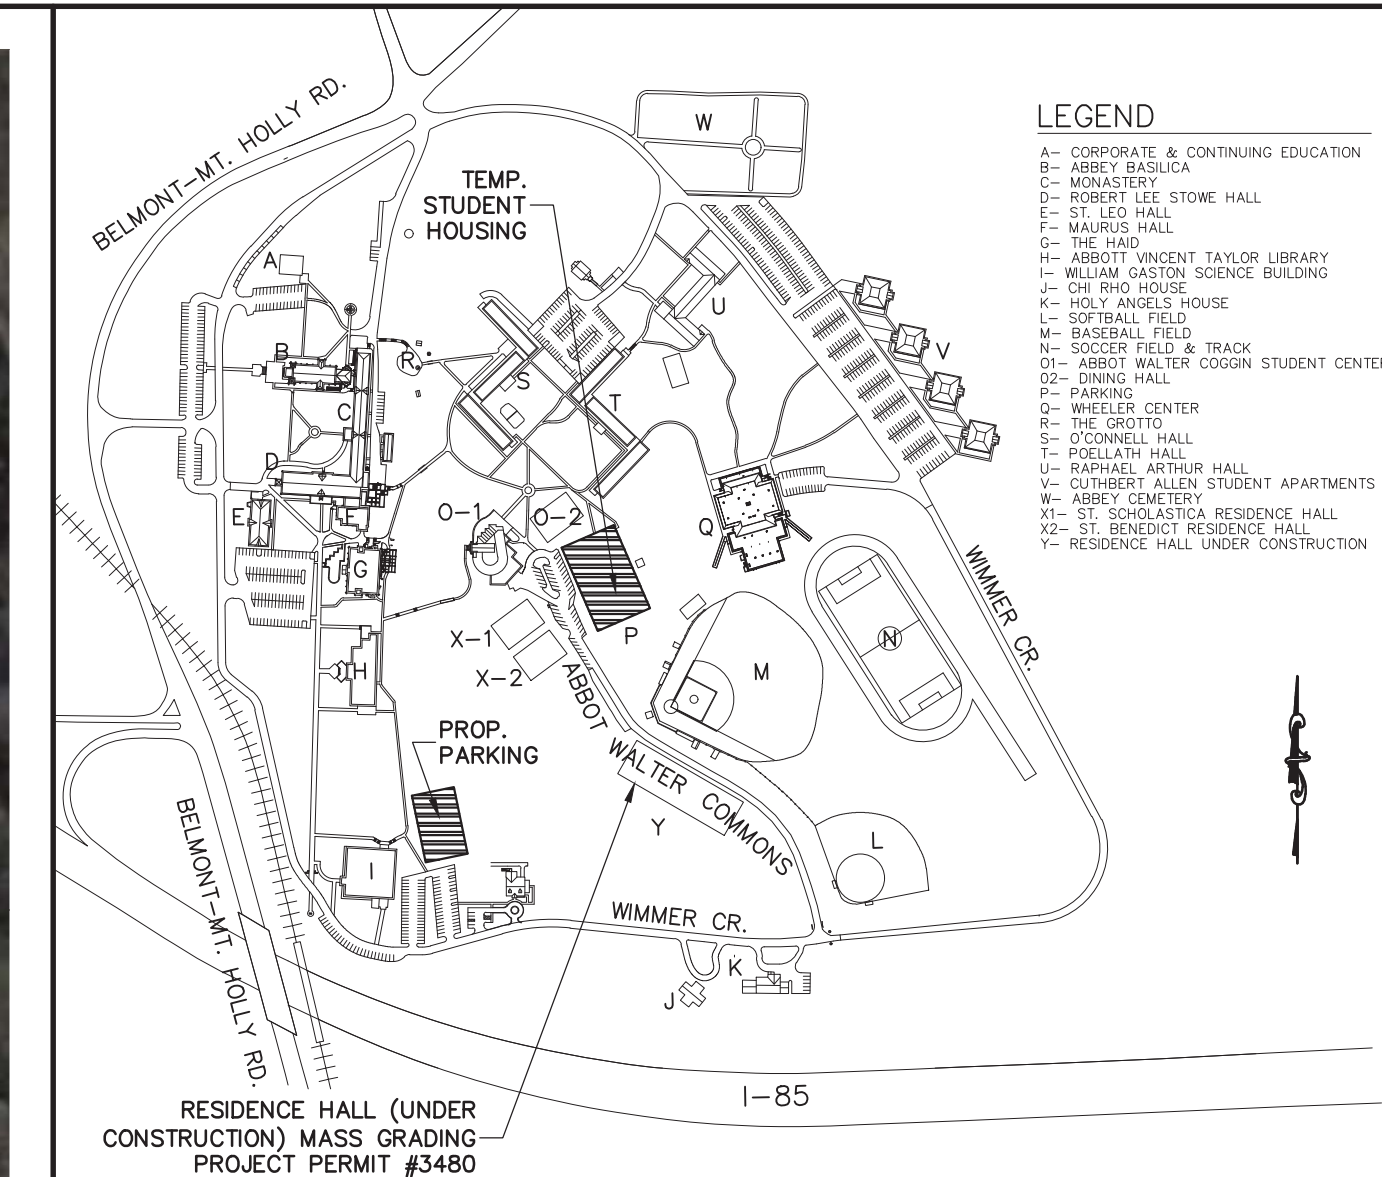 BELMONT-MT. HOLLY RD.
W
TEMP.
STUDENT
HOUSING
LEGEND
A- CORPORATE & CONTINUING EDUCATION
B- ABBEY BASILICA
C- MONASTERY
D- ROBERT LEE STOWE HALL
E- ST. LEO HALL
F- MAURUS HALL
G- THE HAID
H- ABBOTT VINCENT TAYLOR LIBRARY
I- WILLIAM GASTON SCIENCE BUILDING
J- CHI RHO HOUSE
K- HOLY ANGELS HOUSE
L- SOFTBALL FIELD
M- BASEBALL FIELD
N- SOCCER FIELD & TRACK
O1- ABBOT WALTER COGGIN STUDENT CENTER
O2- DINING HALL
P- PARKING
Q- WHEELER CENTER
R- THE GROTTO
S- O'CONNELL HALL
T- POELLATH HALL
U- RAPHAEL ARTHUR HALL
V- CUTHBERT ALLEN STUDENT APARTMENTS
W- ABBEY CEMETERY
X1- ST. SCHOLASTICA RESIDENCE HALL
X2- ST. BENEDICT RESIDENCE HALL
Y- RESIDENCE HALL UNDER CONSTRUCTION
A
U
B
R
V
S
C
T
D
E
F
O-1
O-2
Q
G
WIMMER CR.
X-1
P
N
H
X-2
M
ABBOT WALTER COMMONS
PROP.
PARKING
Y
L
I
BELMONT-MT. HOLLY RD.
WIMMER CR.
K
J
I-85
RESIDENCE HALL (UNDER
CONSTRUCTION) MASS GRADING
PROJECT PERMIT #3480